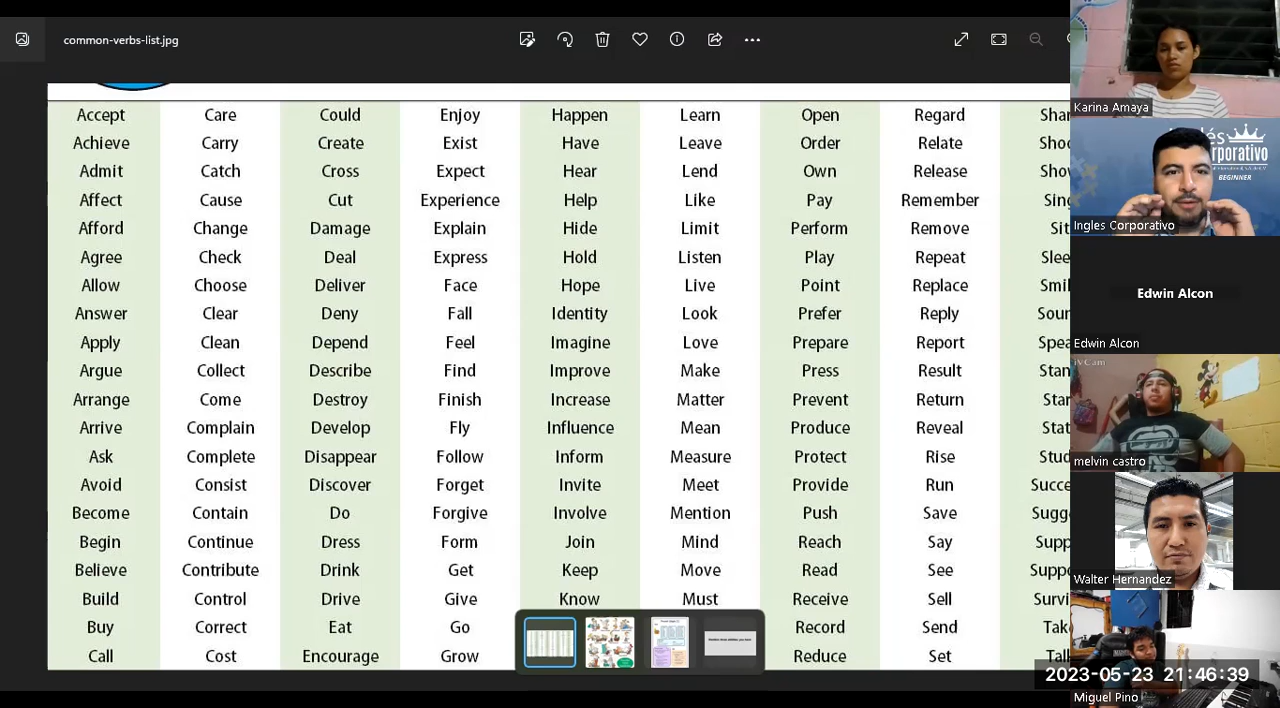 common-verbs-list.jpg
Accept Care Could Enjoy Happen Learn Open Regard
Achieve Carry Create Exist Have Leave Order Relate
Admit Catch Cross Expect Hear Lend Own Release
Affect Cause Cut Experience Help Like Pay Remember
Afford Change Damage Explain Hide Limit Perform Remove
Agree Check Deal Express Hold Listen Play Repeat
Allow Choose Deliver Face Hope Live Point Replace
Answer Clear Deny Fall Identity Look Prefer Reply
Apply Clean Depend Feel Imagine Love Prepare Report
Argue Collect Describe Find Improve Make Press Result
Arrange Come Destroy Finish Increase Matter Prevent Return
Arrive Complain Develop Fly Influence Mean Produce Reveal
Ask Complete Disappear Follow Inform Measure Protect Rise
Avoid Consist Discover Forget Invite Meet Provide Run
Become Contain Do Forgive Involve Mention Push Save
Begin Continue Dress Form Join Mind Reach Say
Believe Contribute Drink Get Keep Move Read See
Build Control Drive Give Know Must Receive Sell
Buy Correct Eat Go Record Send
Call Cost Encourage Grow Reduce Set
Karina Amaya
orporativo
BEGINNER
Ingles Corporativo
Edwin Alcon
Edwin Alcon
iVCam
melvin castro
Walter Hernandez
2023-05-23 21:46:39
Miguel Pino